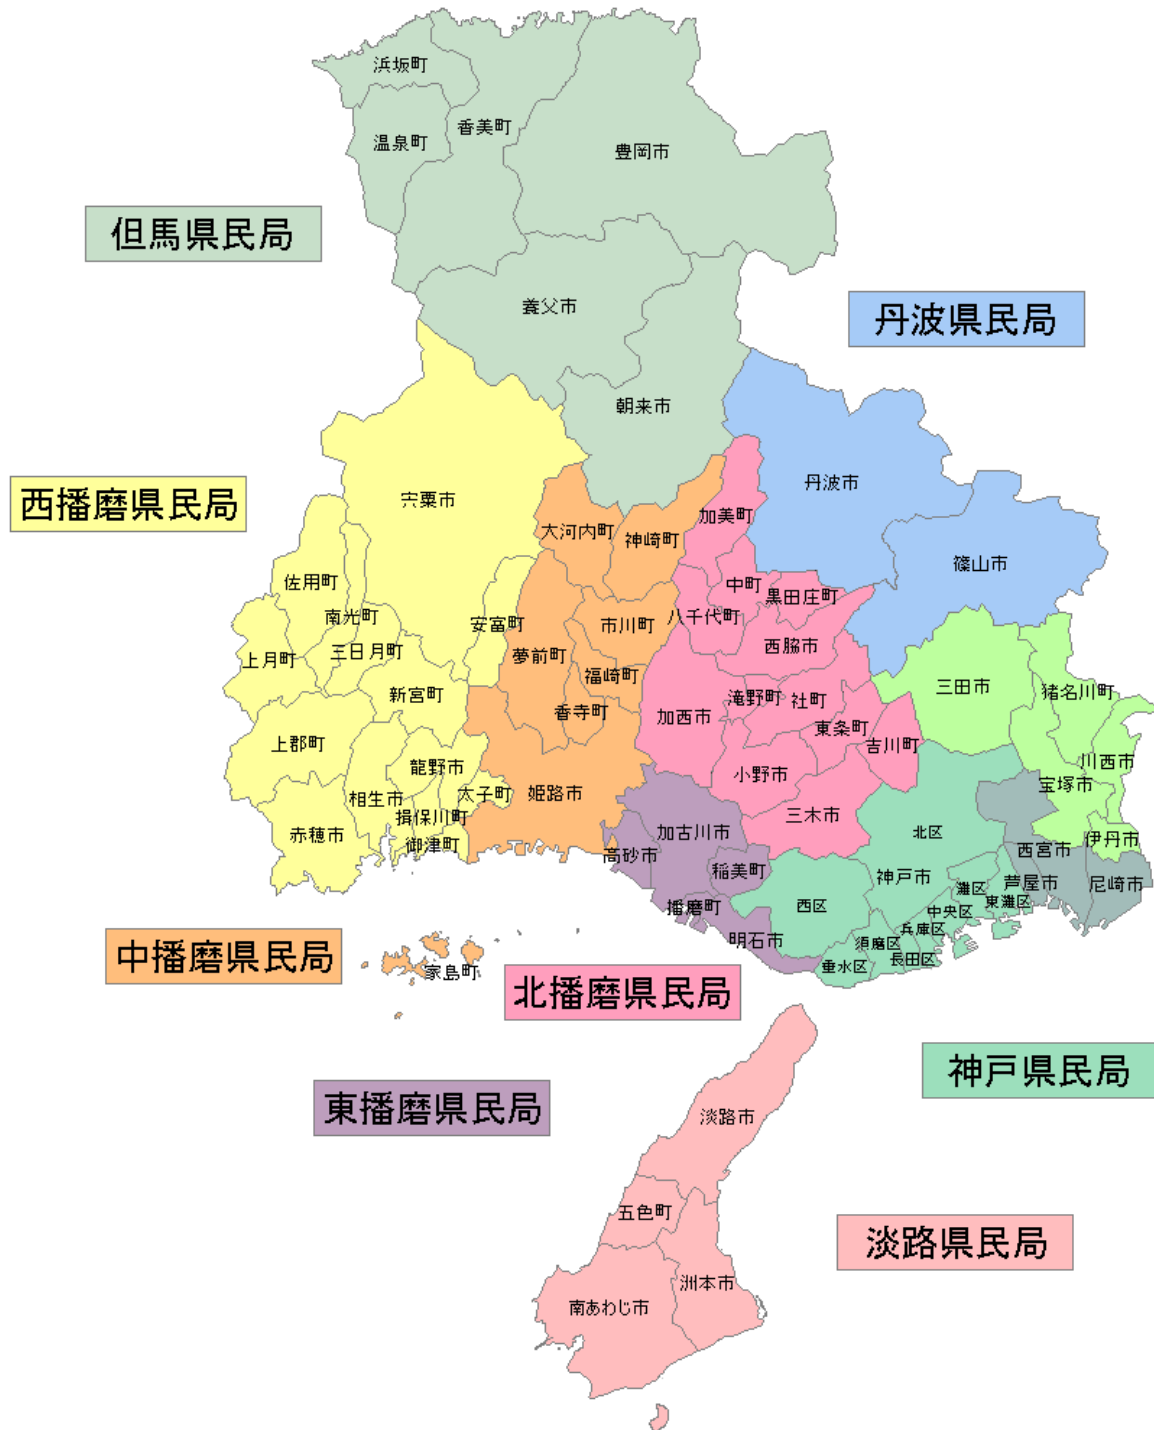 浜坂町
香美町
温泉町
豊岡市
但馬県民局
養父市
丹波県民局
朝来市
丹波市
西播磨県民局
宍粟市
加美町
大河内町
神崎町
篠山市
佐用町
中町
黒田庄町
南光町
安富町
八千代町
市川町
西脇市
三日月町
上月町
夢前町
福崎町
三田市
猪名川町
新宮町
滝野町
社町
香寺町
加西市
東条町
上郡町
吉川町
龍野市
川西市
小野市
宝塚市
太子町
姫路市
相生市
揖保川町
三木市
赤穂市
加古川市
北区
伊丹市
御津町
高砂市
西宮市
稲美町
神戸市
灘区
芦屋市
尼崎市
東灘区
播磨町
西区
中央区
兵庫区
明石市
須磨区
長田区
垂水区
中播磨県民局
家島町
北播磨県民局
神戸県民局
東播磨県民局
淡路市
五色町
淡路県民局
洲本市
南あわじ市